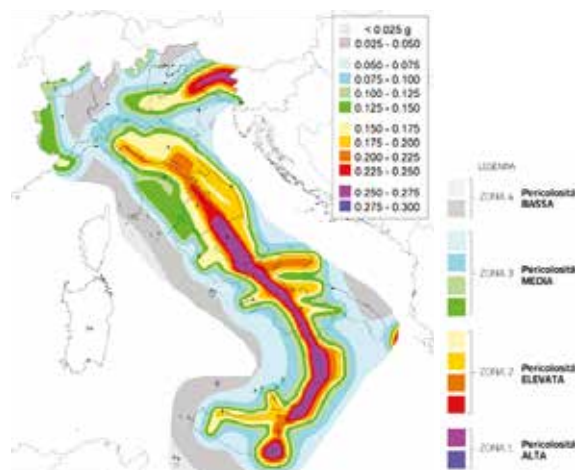 < 0.025 g
0.025 - 0.050
0.050 - 0.075
0.075 - 0.100
0.100 - 0.125
0.125 - 0.150
0.150 - 0.175
0.175 - 0.200
0.200 - 0.225
0.225 - 0.250
0.250 - 0.275
0.275 - 0.300
LEGENDA
ZONA 4
Pericolosità
BASSA
ZONA 3
Pericolosità
MEDIA
ZONA 2
Pericolosità
ELEVATA
ZONA 1
Pericolosità
ALTA